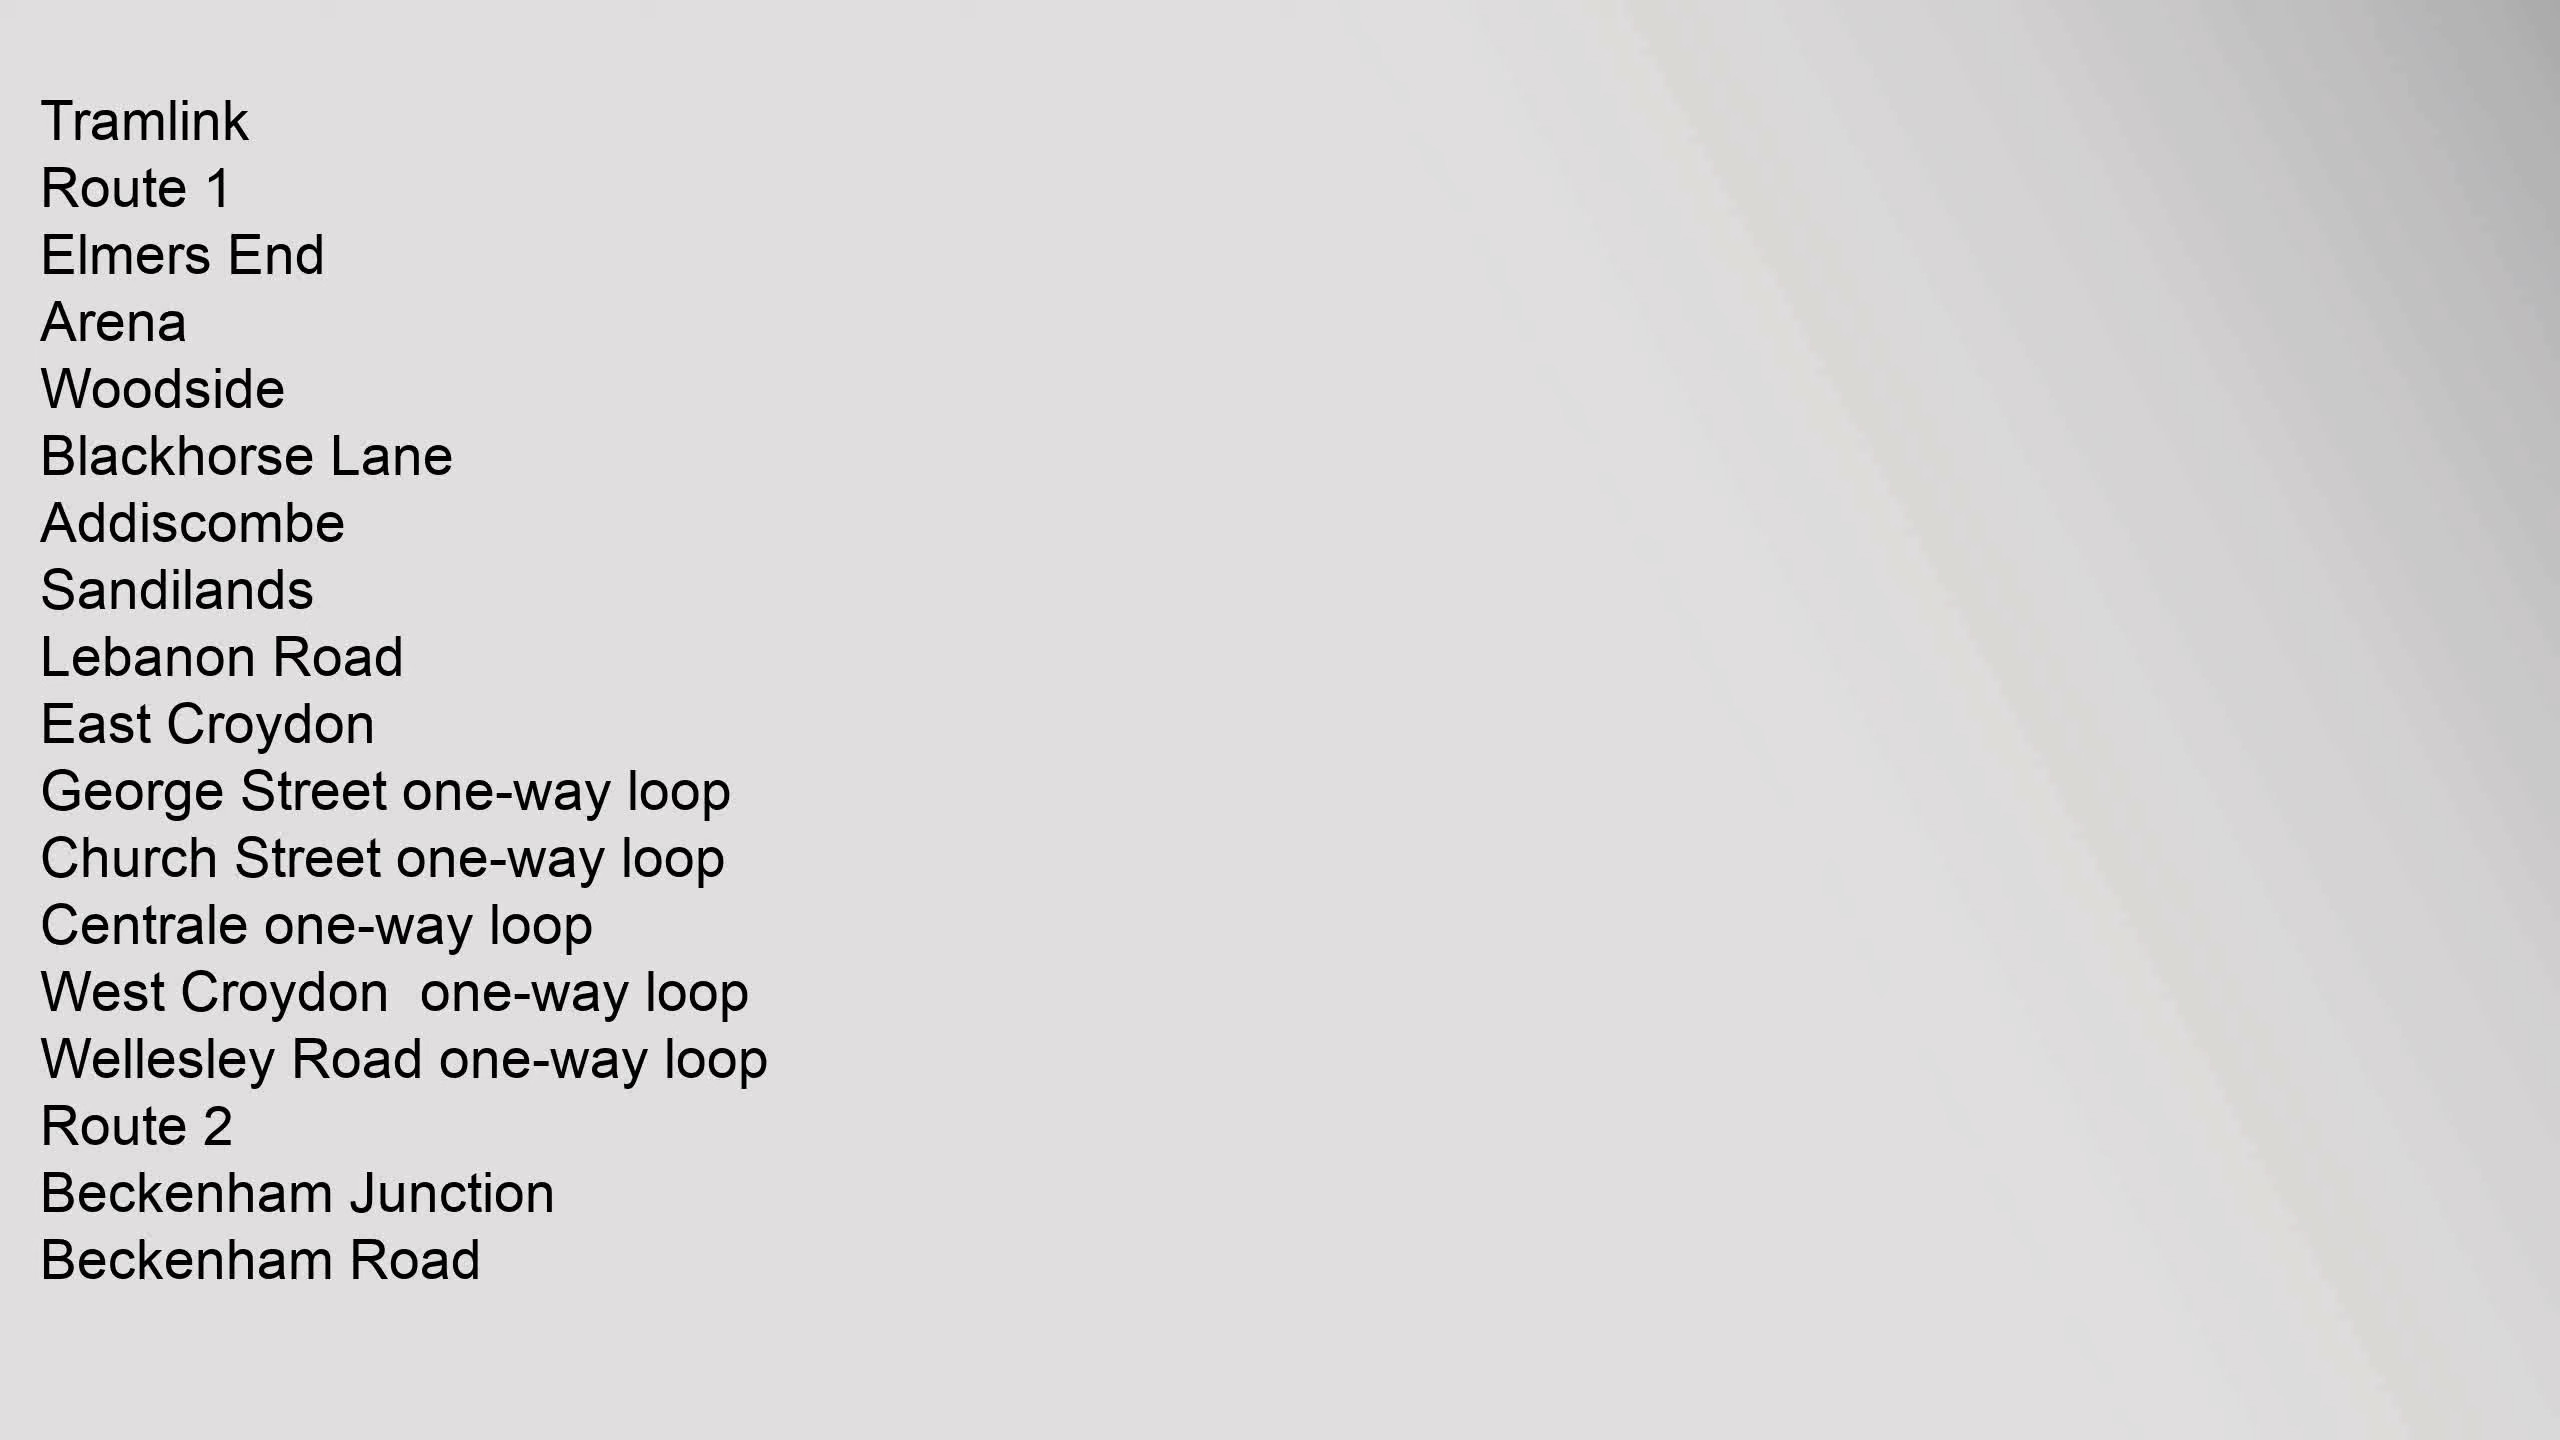 Tramlink
Route 1
Elmers End
Arena
Woodside
Blackhorse Lane
Addiscombe
Sandilands
Lebanon Road
East Croydon
George Street one-way loop
Church Street one-way loop
Centrale one-way loop
West Croydon  one-way loop
Wellesley Road one-way loop
Route 2
Beckenham Junction
Beckenham Road